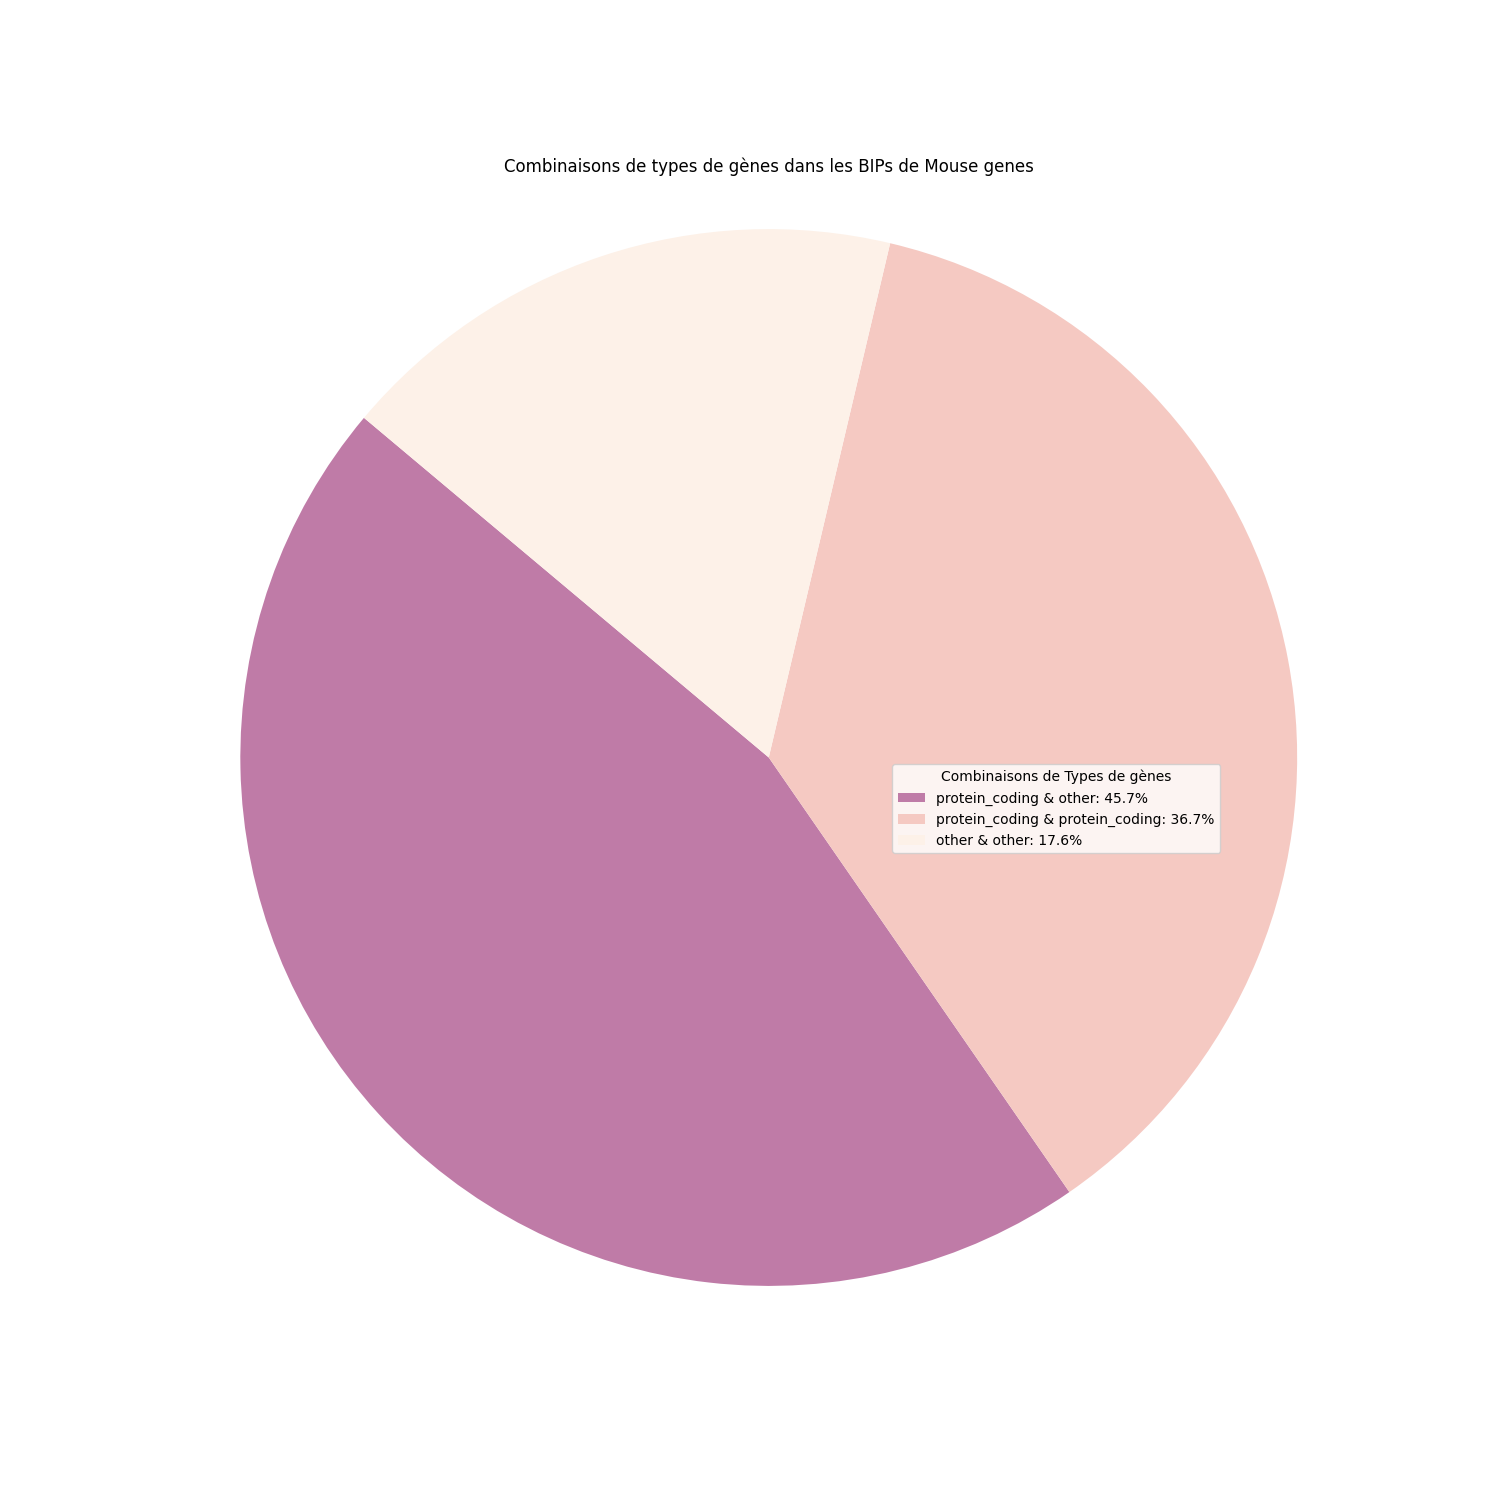 Combinaisons de types de gènes dans les BIPs de Mouse genes
Combinaisons de Types de gènes
protein_coding & other: 45.7%
protein_coding & protein_coding: 36.7%
other & other: 17.6%